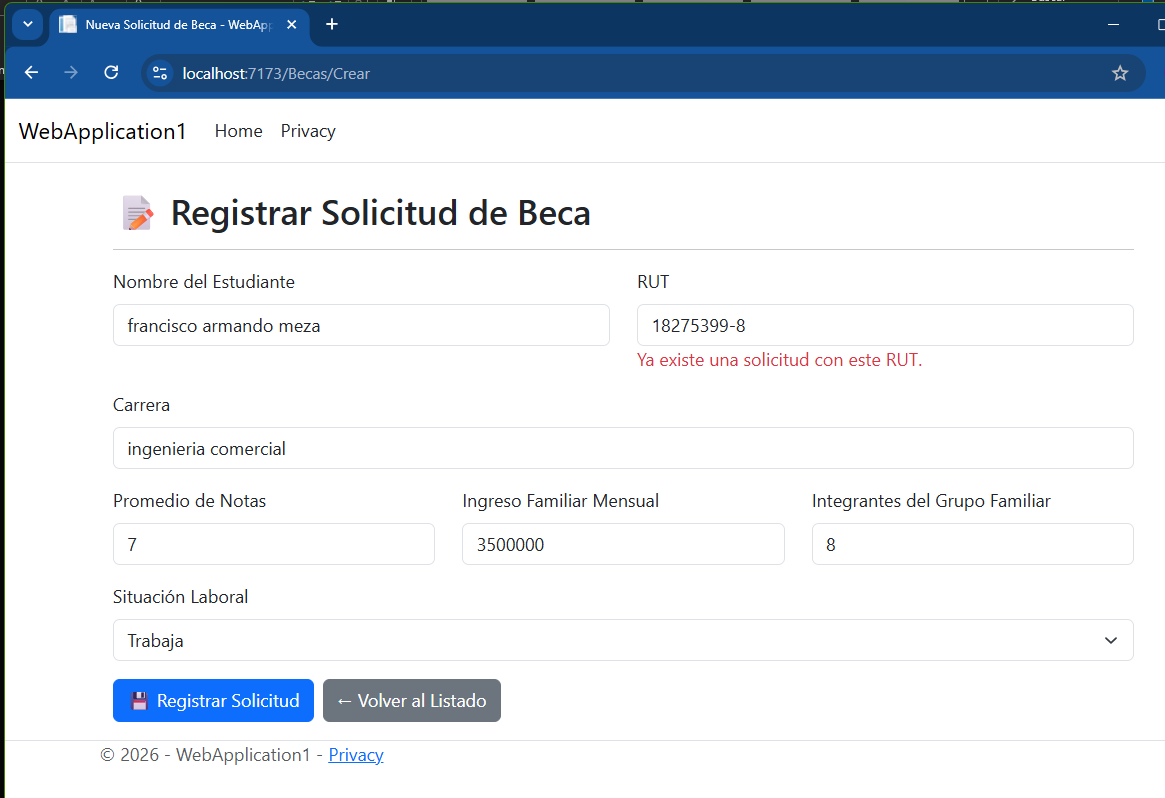 Nueva Solicitud de Beca - WebApp
localhost:7173/Becas/Crear
WebApplication1 Home Privacy
Registrar Solicitud de Beca
Nombre del Estudiante RUT
francisco armando meza 18275399-8
Ya existe una solicitud con este RUT.
Carrera
ingenieria comercial
Promedio de Notas Ingreso Familiar Mensual Integrantes del Grupo Familiar
7 3500000 8
Situación Laboral
Trabaja
Registrar Solicitud ← Volver al Listado
© 2026 - WebApplication1 - Privacy